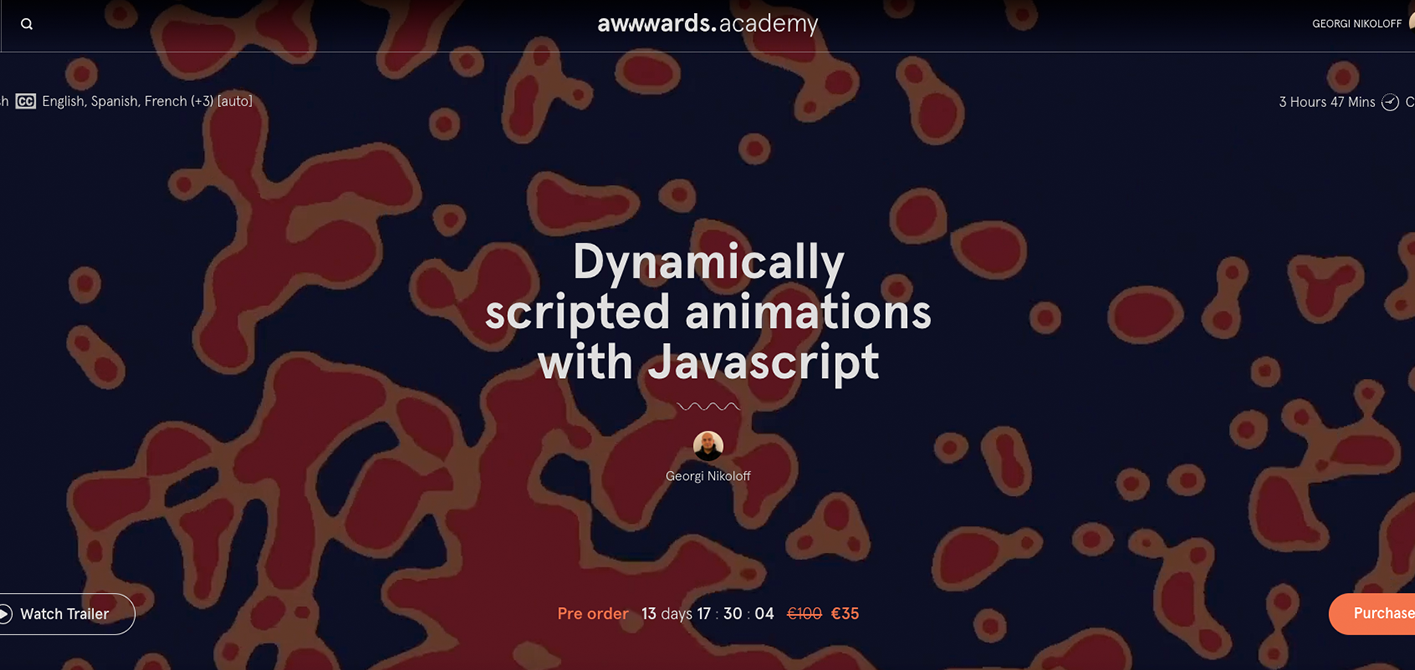 awwwards.academy
GEORGI NIKOLOFF
CC English, Spanish, French (+3) [auto]
3 Hours 47 Mins
Dynamically
scripted animations
with Javascript
Georgi Nikoloff
Watch Trailer
Pre order 13 days 17 : 30 : 04 €100 €35
Purchase